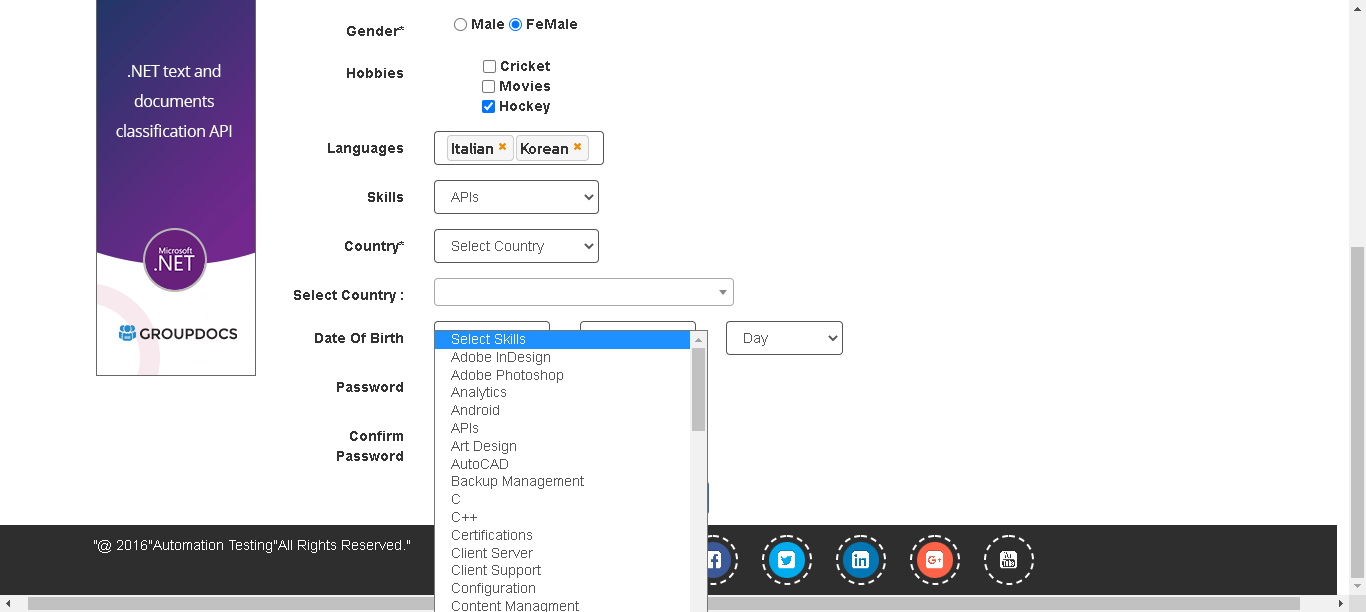 .NET text and
documents
classification API
Microsoft
.NET
GROUPDOCS
Gender*
Male FeMale
Hobbies
Cricket
Movies
Hockey
Languages
Italian Korean
Skills
APIs
Country*
Select Country
Select Country :
Date Of Birth
Day
Password
Confirm
Password
Select Skills
Adobe InDesign
Adobe Photoshop
Analytics
Android
APIs
Art Design
AutoCAD
Backup Management
C
C++
Certifications
Client Server
Client Support
Configuration
Content Managment
"@ 2016"Automation Testing"All Rights Reserved."
f
in
G+
You
Tube